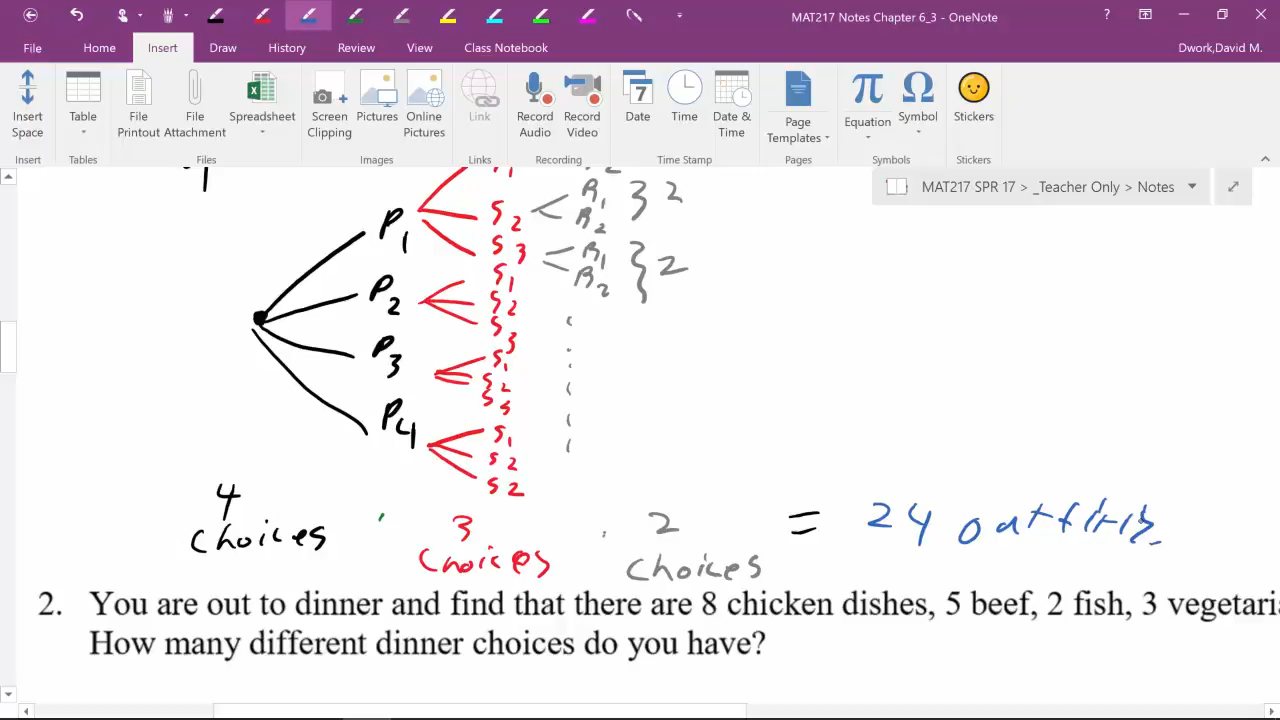 MAT217 Notes Chapter 6_3 - OneNote
Dwork,David M.
File Home Insert Draw History Review View Class Notebook
Insert Space
Table
File Printout
File Attachment
Spreadsheet
Screen Clipping
Pictures
Online Pictures
Link
Record Audio
Record Video
Date
Time
Date & Time
Page Templates
Equation
Symbol
Stickers
Insert Tables Files Images Links Recording Time Stamp Pages Symbols Stickers
MAT217 SPR 17 > _Teacher Only > Notes
P1
S2
R1
R2
} 2
S3
R1
R2
} 2
P2
S1
S2
S3
P3
S1
S2
S3
P4
S1
S2
S2
4 choices · 3 choices · 2 choices = 24 outfits.
2. You are out to dinner and find that there are 8 chicken dishes, 5 beef, 2 fish, 3 vegetari
How many different dinner choices do you have?